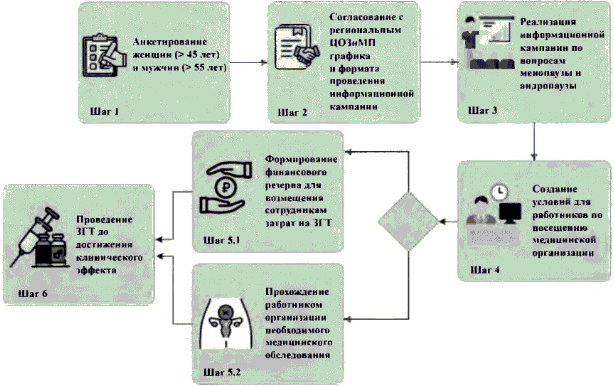 Анкетирование
женщин (> 45 лет)
и мужчин (> 55 лет)
Шаг 1
Согласование с
региональным
ЦОЗиМП
графика
и формата
проведения
информационной
кампании
Шаг 2
Реализация
информационной
кампании по
вопросам
менопаузы и
андропаузы
Шаг 3
Создание
условий для
работников по
посещению
медицинской
организации
Шаг 4
Формирование
финансового
резерва для
возмещения
сотрудникам
затрат на ЗГТ
Шаг 5.1
Прохождение
работником
организации
необходимого
медицинского
обследования
Шаг 5.2
Проведение
ЗГТ до
достижения
клинического
эффекта
Шаг 6